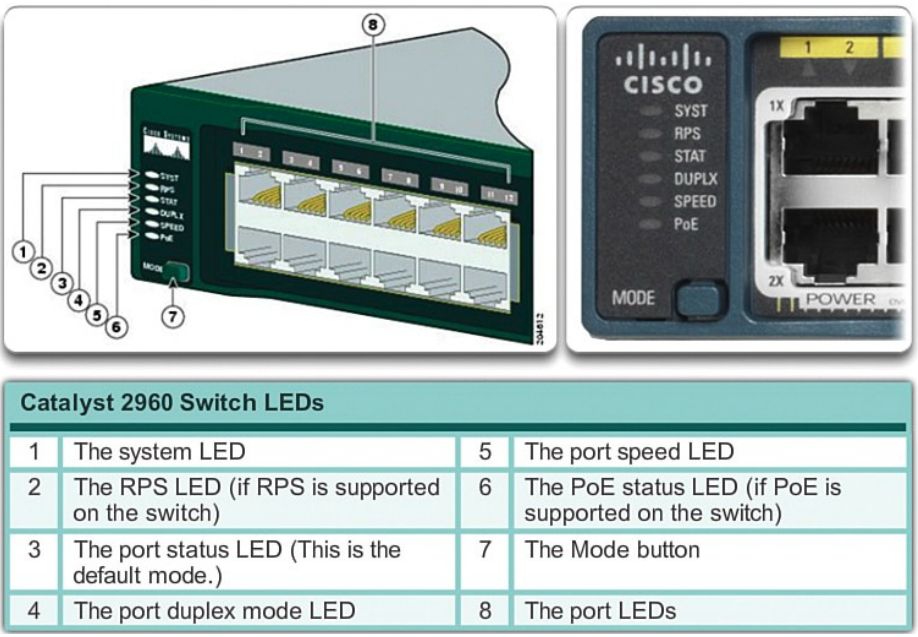 8
CISCO SYSTEMS
1 2 3 4 5 6 7 8 9 10 11 12
SYST
RPS
STAT
DUPLX
SPEED
PoE
MODE
1
2
3
4
5
6
7
204612
CISCO
SYST
RPS
STAT
DUPLX
SPEED
PoE
MODE
1 2
1X
2X
POWER
Catalyst 2960 Switch LEDs
1 The system LED
2 The RPS LED (if RPS is supported
on the switch)
3 The port status LED (This is the
default mode.)
4 The port duplex mode LED
5 The port speed LED
6 The PoE status LED (if PoE is
supported on the switch)
7 The Mode button
8 The port LEDs